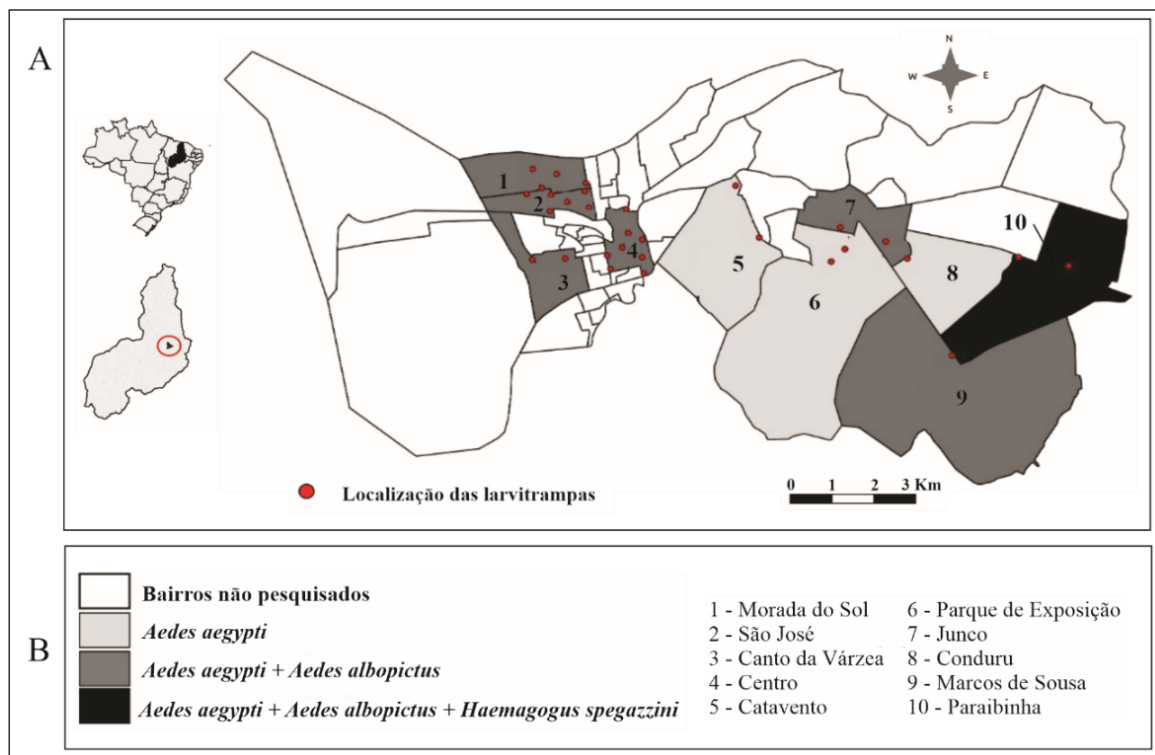 A
N
W E
S
1
2
3
4
5
6
7
8
9
10
Localização das larvitrampas
0 1 2 3 Km
B
Bairros não pesquisados
Aedes aegypti
Aedes aegypti + Aedes albopictus
Aedes aegypti + Aedes albopictus + Haemagogus spegazzini
1 - Morada do Sol
2 - São José
3 - Canto da Várzea
4 - Centro
5 - Catavento
6 - Parque de Exposição
7 - Junco
8 - Conduru
9 - Marcos de Sousa
10 - Paraibinha